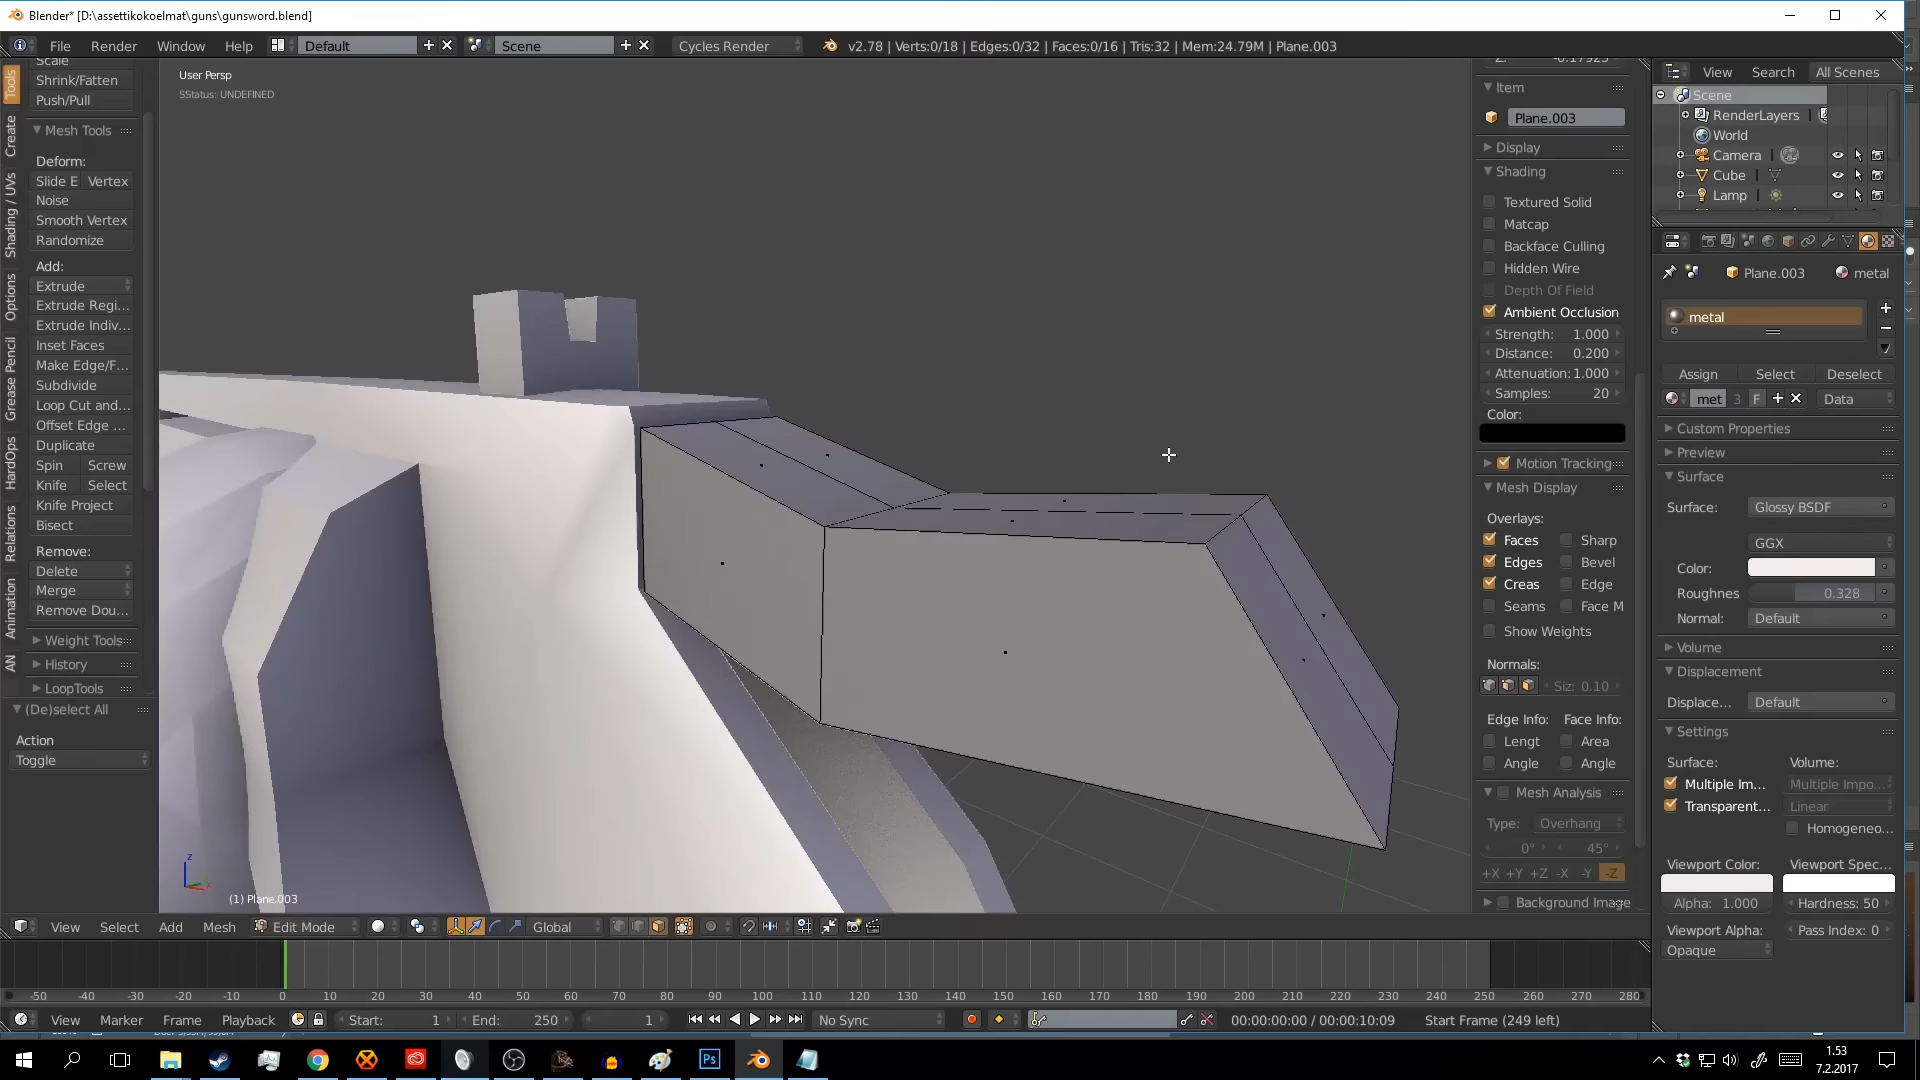 Blender* [D:\assettikokoelmat\guns\gunsword.blend]
File Render Window Help Default Scene Cycles Render v2.78 | Verts:0/18 | Edges:0/32 | Faces:0/16 | Tris:32 | Mem:24.79M | Plane.003
Scale
Shrink/Fatten
Push/Pull
Mesh Tools
Deform:
Slide E Vertex
Noise
Smooth Vertex
Randomize
Add:
Extrude
Extrude Regi...
Extrude Indiv...
Inset Faces
Make Edge/F...
Subdivide
Loop Cut and...
Offset Edge ...
Duplicate
Spin Screw
Knife Select
Knife Project
Bisect
Remove:
Delete
Merge
Remove Dou...
Weight Tools
History
LoopTools
(De)select All
Action
Toggle
Tools
Create
Shading / UVs
Options
Grease Pencil
HardOps
Relations
Animation
AN
User Persp
SStatus: UNDEFINED
z
(1) Plane.003
Item
Plane.003
Display
Shading
Textured Solid
Matcap
Backface Culling
Hidden Wire
Depth Of Field
Ambient Occlusion
Strength: 1.000
Distance: 0.200
Attenuation: 1.000
Samples: 20
Color:
Motion Tracking
Mesh Display
Overlays:
Faces Sharp
Edges Bevel
Creas Edge
Seams Face M
Show Weights
Normals:
Siz: 0.10
Edge Info: Face Info:
Lengt Area
Angle Angle
Mesh Analysis
Type: Overhang
0° 45°
+X +Y +Z -X -Y -Z
Background Image
View Search All Scenes
Scene
RenderLayers
World
Camera
Cube
Lamp
Plane.003 metal
metal
Assign Select Deselect
met 3 F Data
Custom Properties
Preview
Surface
Surface: Glossy BSDF
GGX
Color:
Roughnes 0.328
Normal: Default
Volume
Displacement
Displace... Default
Settings
Surface: Volume:
Multiple Im... Multiple Impo...
Transparent... Linear
Homogeneo...
Viewport Color: Viewport Spec...
Alpha: 1.000 Hardness: 50
Viewport Alpha: Pass Index: 0
Opaque
View Select Add Mesh Edit Mode Global
-50 -40 -30 -20 -10 0 10 20 30 40 50 60 70 80 90 100 110 120 130 140 150 160 170 180 190 200 210 220 230 240 250 260 270 280
View Marker Frame Playback Start: 1 End: 250 1 No Sync 00:00:00:00 / 00:00:10:09 Start Frame (249 left)
Ps
1.53
7.2.2017